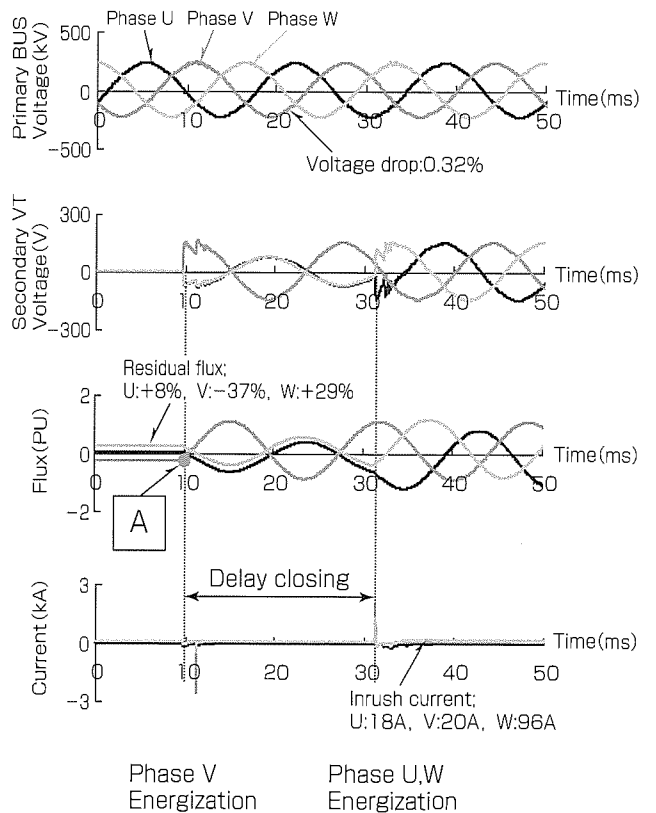 Phase U Phase V Phase W
Primary BUS
Voltage(kV)
500
0
-500
0 10 20 30 40 50
Time(ms)
Voltage drop:0.32%
Secondary VT
Voltage(V)
300
0
-300
0 10 20 30 40 50
Time(ms)
Residual flux;
U:+8%, V:-37%, W:+29%
Flux(PU)
2
0
-2
0 10 20 30 40 50
Time(ms)
A
Delay closing
Current(kA)
3
0
-3
0 10 20 30 40 50
Time(ms)
Inrush current;
U:18A, V:20A, W:96A
Phase V
Energization
Phase U,W
Energization